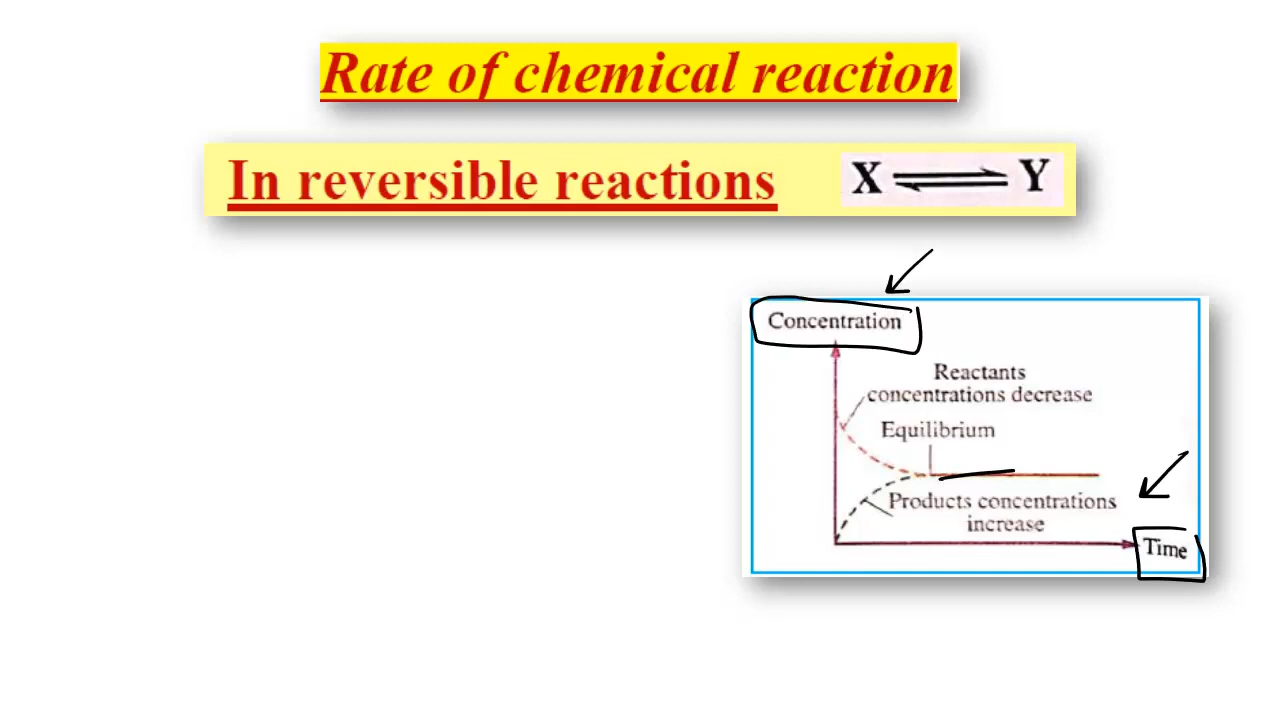 Rate of chemical reaction
In reversible reactions X ⇌ Y
Concentration
Reactants
concentrations decrease
Equilibrium
Products concentrations
increase
Time